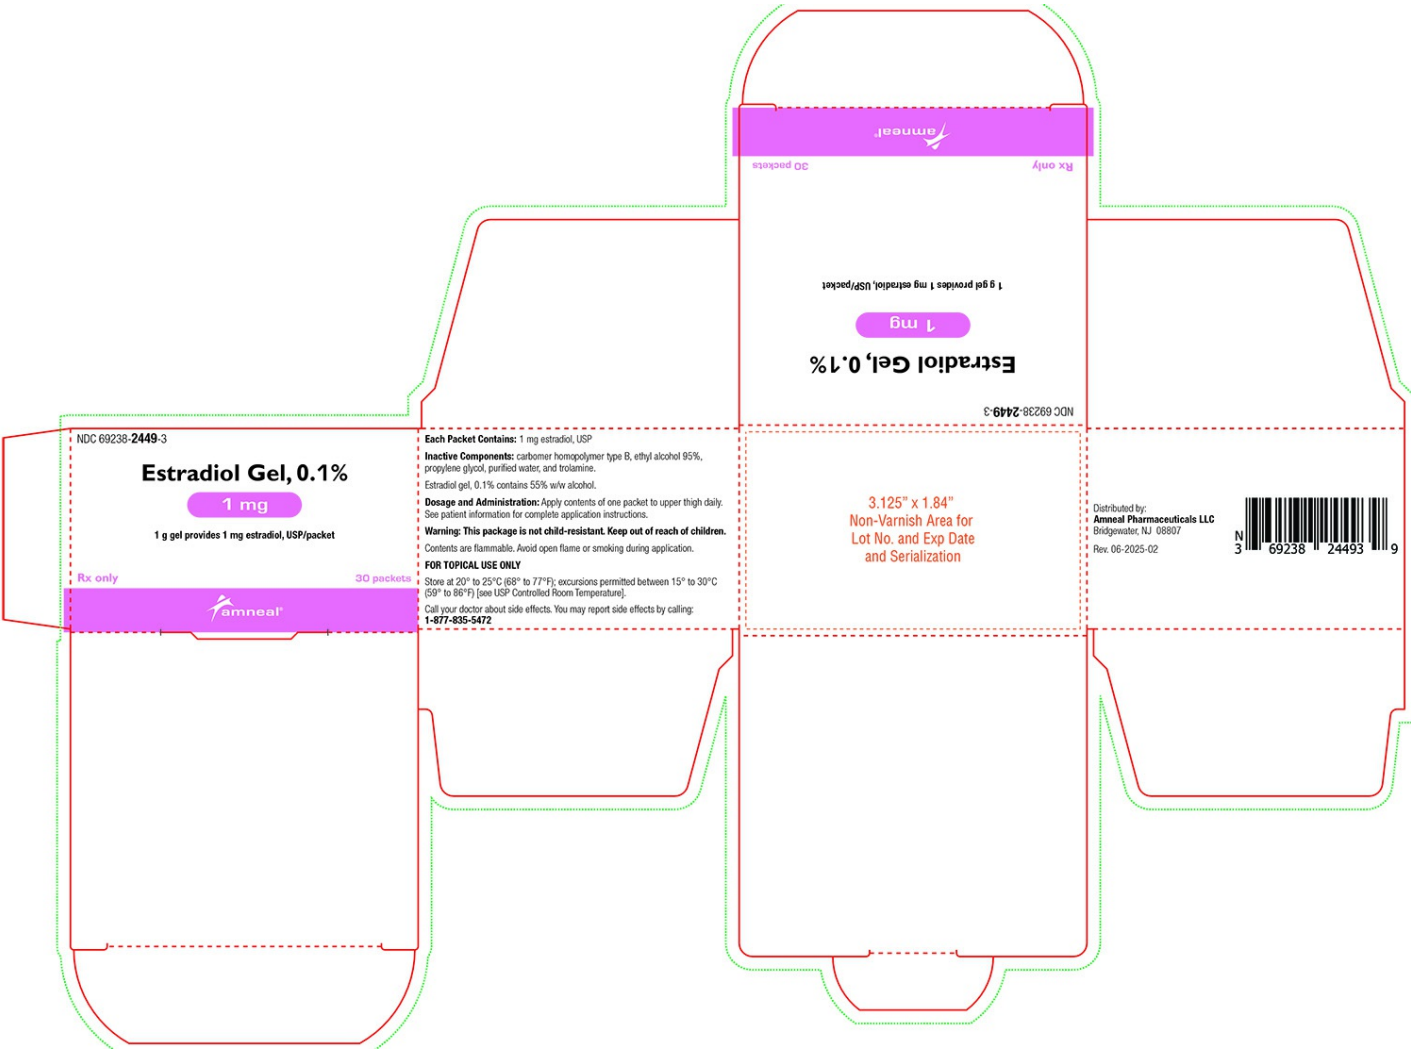 amneal®
30 packets
Rx only
1 g gel provides 1 mg estradiol, USP/packet
1 mg
Estradiol Gel, 0.1%
NDC 69238-2449-3
NDC 69238-2449-3
Estradiol Gel, 0.1%
1 mg
1 g gel provides 1 mg estradiol, USP/packet
Rx only
30 packets
amneal®
Each Packet Contains: 1 mg estradiol, USP
Inactive Components: carbomer homopolymer type B, ethyl alcohol 95%,
propylene glycol, purified water, and trolamine.
Estradiol gel, 0.1% contains 55% w/w alcohol.
Dosage and Administration: Apply contents of one packet to upper thigh daily.
See patient information for complete application instructions.
Warning: This package is not child-resistant. Keep out of reach of children.
Contents are flammable. Avoid open flame or smoking during application.
FOR TOPICAL USE ONLY
Store at 20° to 25°C (68° to 77°F); excursions permitted between 15° to 30°C
(59° to 86°F) [see USP Controlled Room Temperature].
Call your doctor about side effects. You may report side effects by calling:
1-877-835-5472
3.125” x 1.84”
Non-Varnish Area for
Lot No. and Exp Date
and Serialization
Distributed by:
Amneal Pharmaceuticals LLC
Bridgewater, NJ 08807
Rev. 06-2025-02
N
3 69238 24493 9